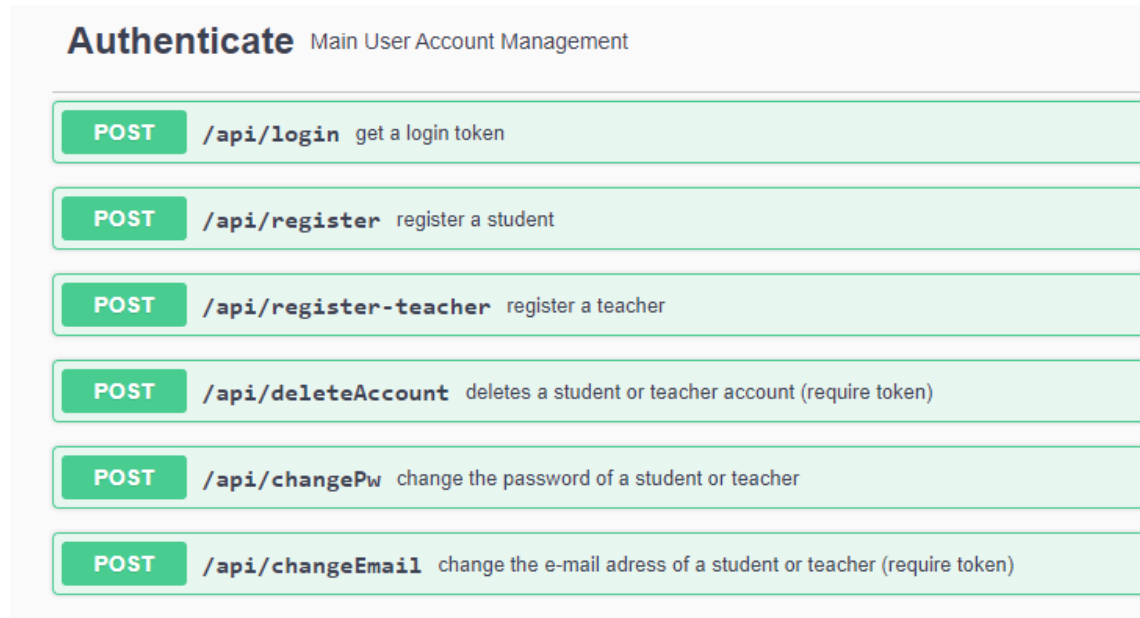 Authenticate Main User Account Management
POST /api/login get a login token
POST /api/register register a student
POST /api/register-teacher register a teacher
POST /api/deleteAccount deletes a student or teacher account (require token)
POST /api/changePw change the password of a student or teacher
POST /api/changeEmail change the e-mail adress of a student or teacher (require token)